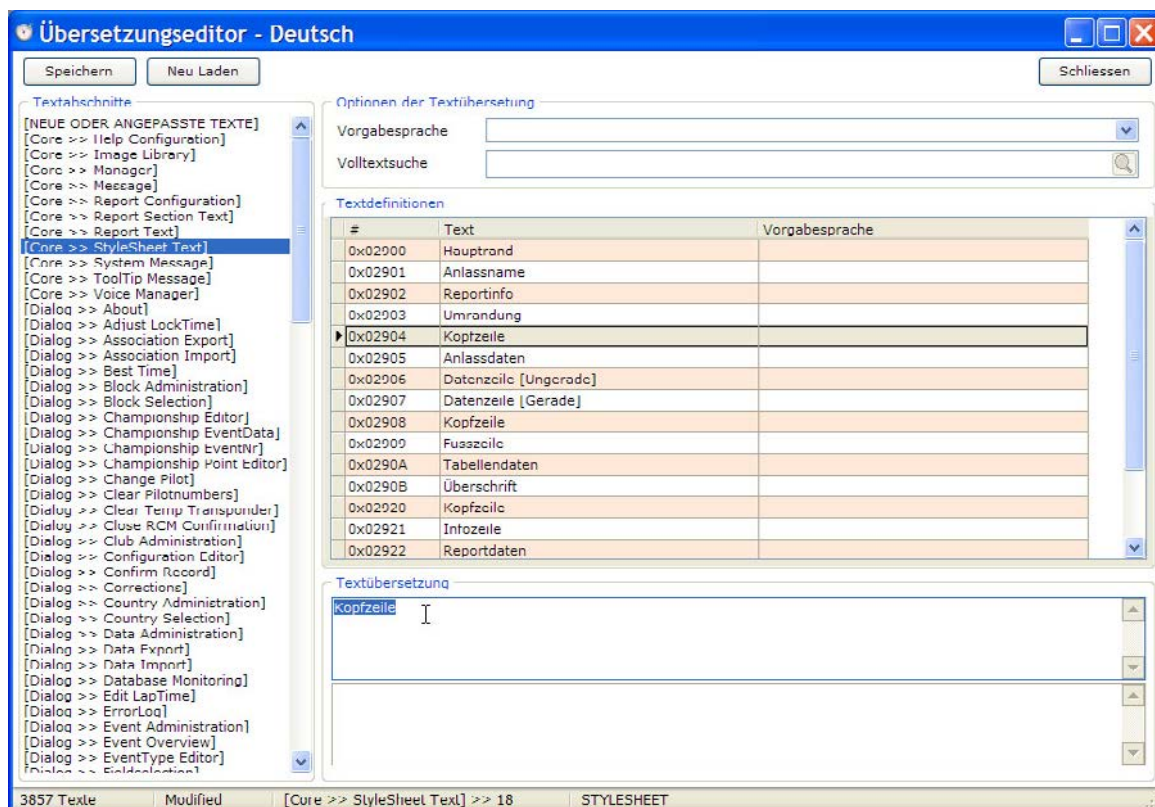 Übersetzungseditor - Deutsch
Speichern Neu Laden Schliessen
Textabschnitte
[NEUE ODER ANGEPASSTE TEXTE]
[Core >> Help Configuration]
[Core >> Image Library]
[Core >> Manager]
[Core >> Message]
[Core >> Report Configuration]
[Core >> Report Section Text]
[Core >> Report Text]
[Core >> StyleSheet Text]
[Core >> System Message]
[Core >> ToolTip Message]
[Core >> Voice Manager]
[Dialog >> About]
[Dialog >> Adjust LockTime]
[Dialog >> Association Export]
[Dialog >> Association Import]
[Dialog >> Best Time]
[Dialog >> Block Administration]
[Dialog >> Block Selection]
[Dialog >> Championship Editor]
[Dialog >> Championship EventData]
[Dialog >> Championship EventNr]
[Dialog >> Championship Point Editor]
[Dialog >> Change Pilot]
[Dialog >> Clear Pilotnumbers]
[Dialog >> Clear Temp Transponder]
[Dialog >> Close RCM Confirmation]
[Dialog >> Club Administration]
[Dialog >> Configuration Editor]
[Dialog >> Confirm Record]
[Dialog >> Corrections]
[Dialog >> Country Administration]
[Dialog >> Country Selection]
[Dialog >> Data Administration]
[Dialog >> Data Export]
[Dialog >> Data Import]
[Dialog >> Database Monitoring]
[Dialog >> Edit LapTime]
[Dialog >> ErrorLog]
[Dialog >> Event Administration]
[Dialog >> Event Overview]
[Dialog >> EventType Editor]
[Dialog >> Fieldselection]
Optionen der Textübersetung
Vorgabesprache
Volltextsuche
Textdefinitionen
# Text Vorgabesprache
0x02900 Hauptrand
0x02901 Anlassname
0x02902 Reportinfo
0x02903 Umrandung
0x02904 Kopfzeile
0x02905 Anlassdaten
0x02906 Datenzeile [Ungerade]
0x02907 Datenzeile [Gerade]
0x02908 Kopfzeile
0x02909 Fusszeile
0x0290A Tabellendaten
0x0290B Überschrift
0x02920 Kopfzeile
0x02921 Infozeile
0x02922 Reportdaten
Textübersetzung
Kopfzeile
3857 Texte Modified [Core >> StyleSheet Text] >> 18 STYLESHEET